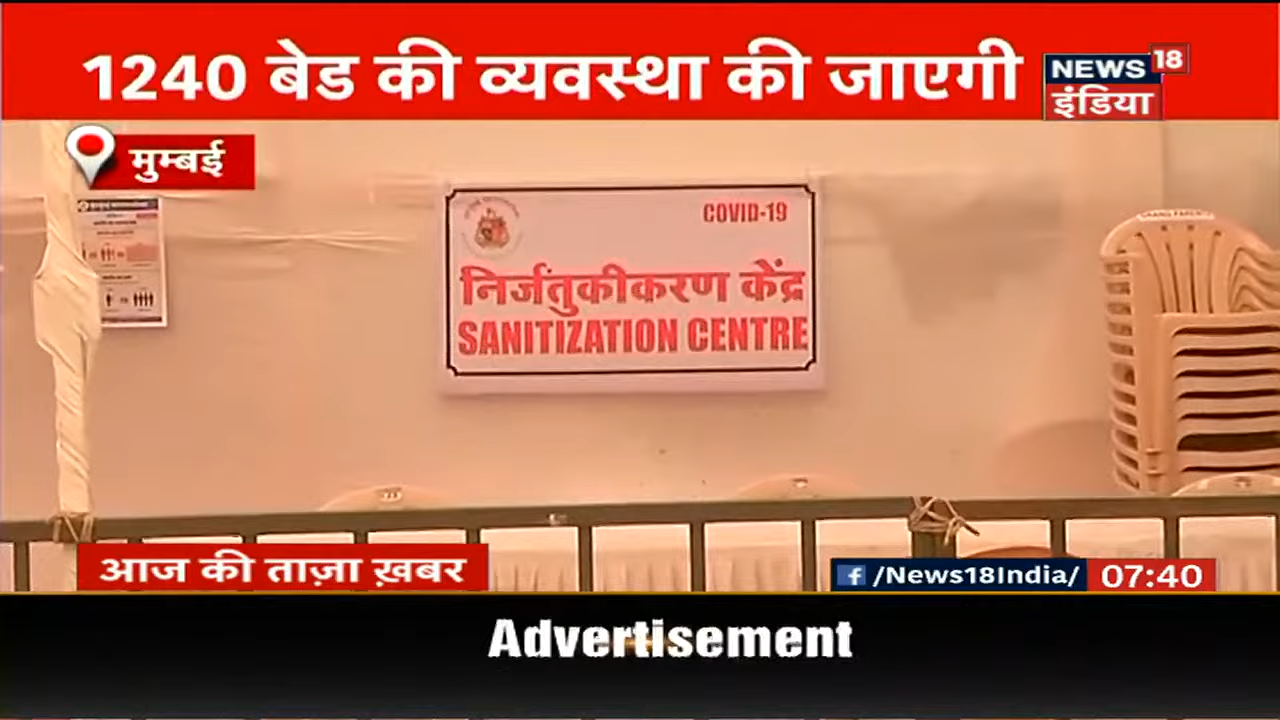 1240 बेड की व्यवस्था की जाएगी
NEWS 18
इंडिया
मुम्बई
COVID-19
निर्जंतुकीकरण केंद्र
SANITIZATION CENTRE
आज की ताज़ा ख़बर
/News18India/
07:40
Advertisement